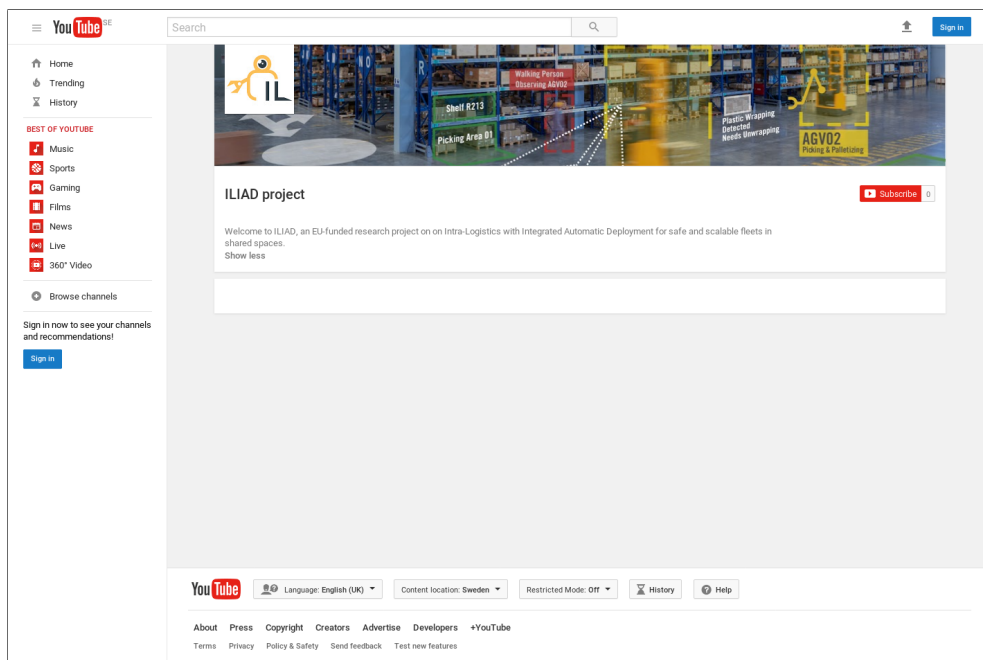 YouTube SE
Search
Sign in
Home
Trending
History
BEST OF YOUTUBE
Music
Sports
Gaming
Films
News
Live
360° Video
Browse channels
Sign in now to see your channels
and recommendations!
Sign in
IL
Walking Person
Observing AGV02
Shelf R213
Picking Area 01
Plastic Wrapping
Detected
Needs Unwrapping
AGV02
Picking & Palletizing
ILIAD project
Subscribe 0
Welcome to ILIAD, an EU-funded research project on on Intra-Logistics with Integrated Automatic Deployment for safe and scalable fleets in
shared spaces.
Show less
YouTube Language: English (UK) Content location: Sweden Restricted Mode: Off History Help
About Press Copyright Creators Advertise Developers +YouTube
Terms Privacy Policy & Safety Send feedback Test new features